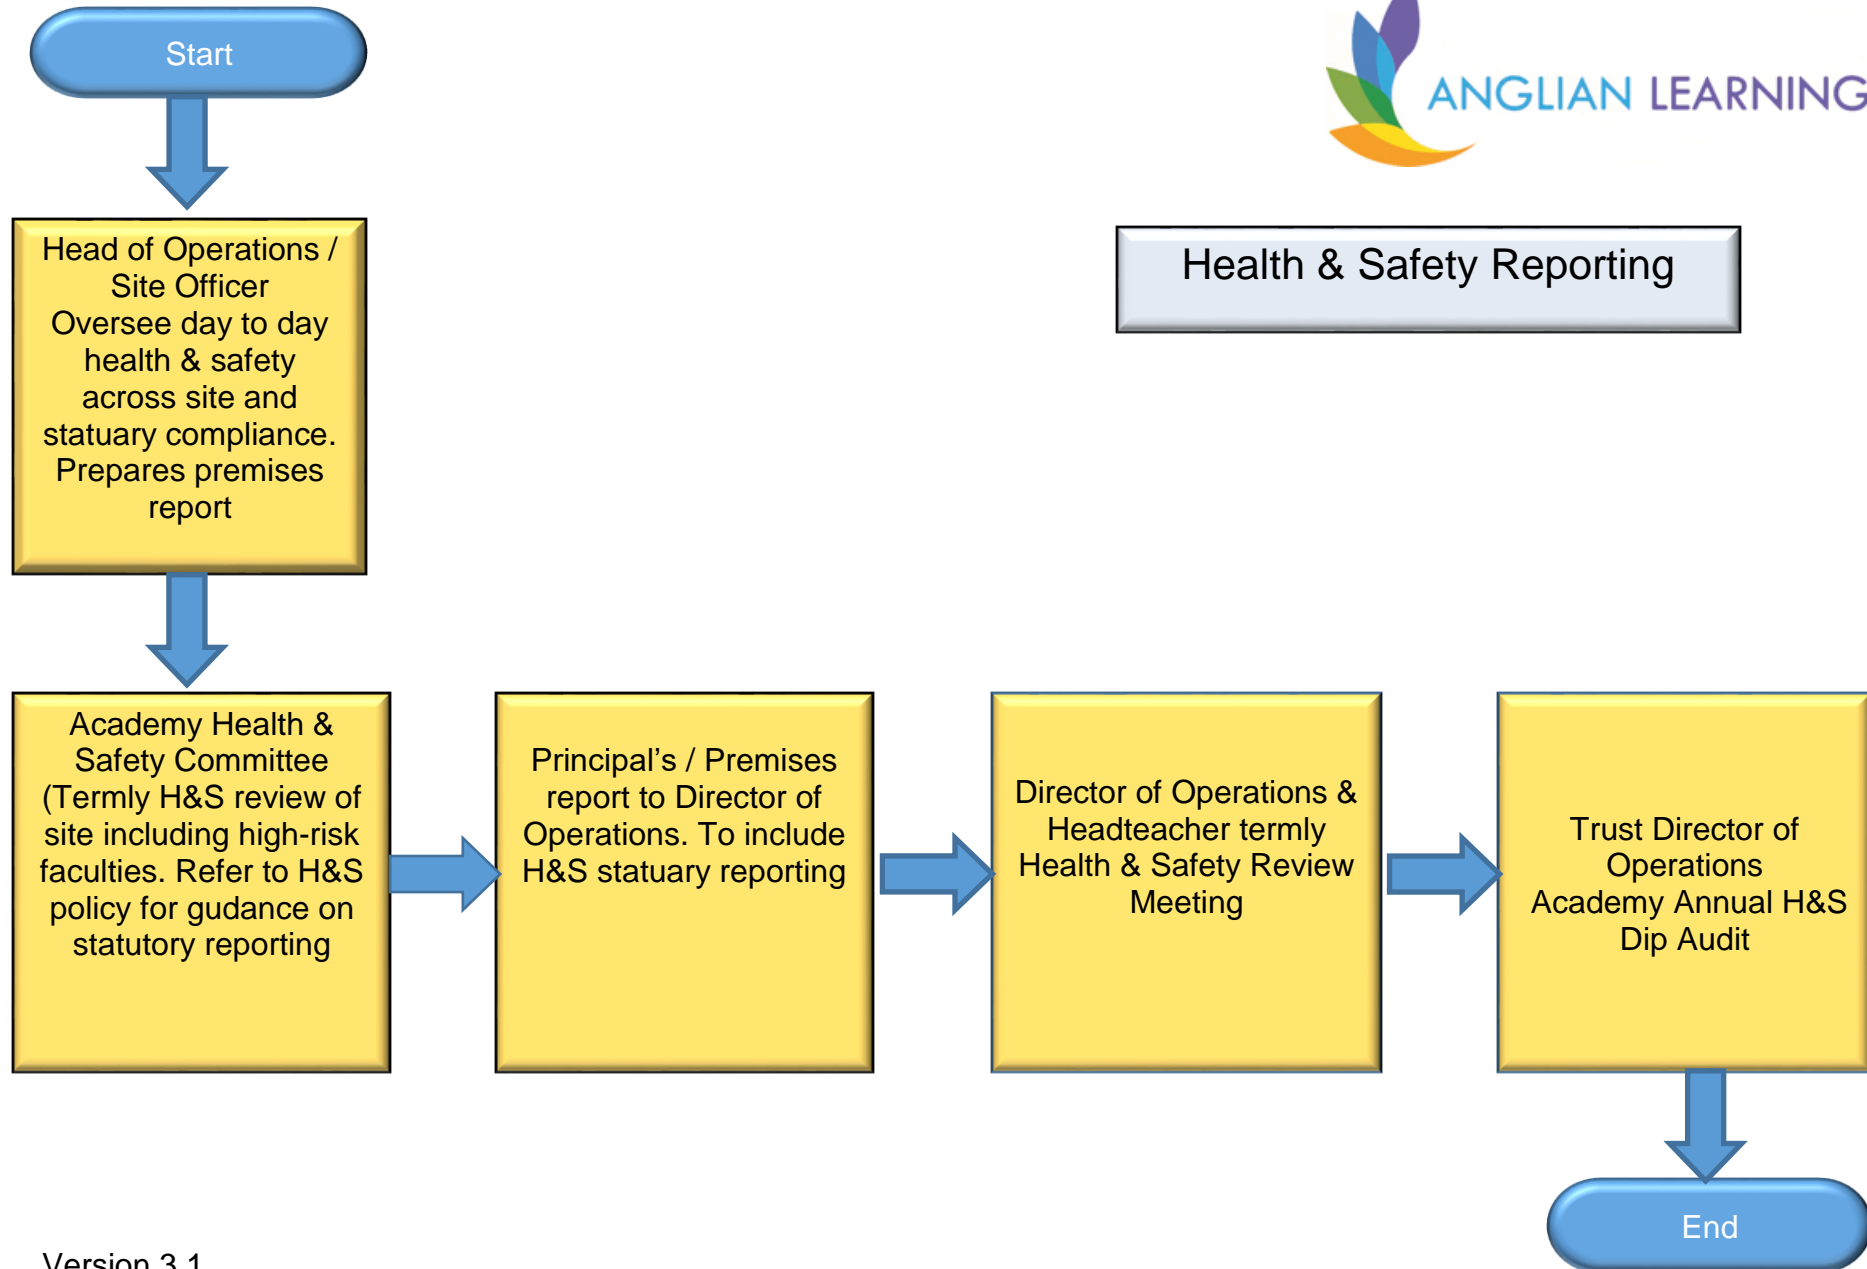 Start
ANGLIAN LEARNING
Health & Safety Reporting
Head of Operations /
Site Officer
Oversee day to day
health & safety
across site and
statuary compliance.
Prepares premises
report
Academy Health &
Safety Committee
(Termly H&S review of
site including high-risk
faculties. Refer to H&S
policy for gudance on
statutory reporting
Principal’s / Premises
report to Director of
Operations. To include
H&S statuary reporting
Director of Operations &
Headteacher termly
Health & Safety Review
Meeting
Trust Director of
Operations
Academy Annual H&S
Dip Audit
End
Version 3.1